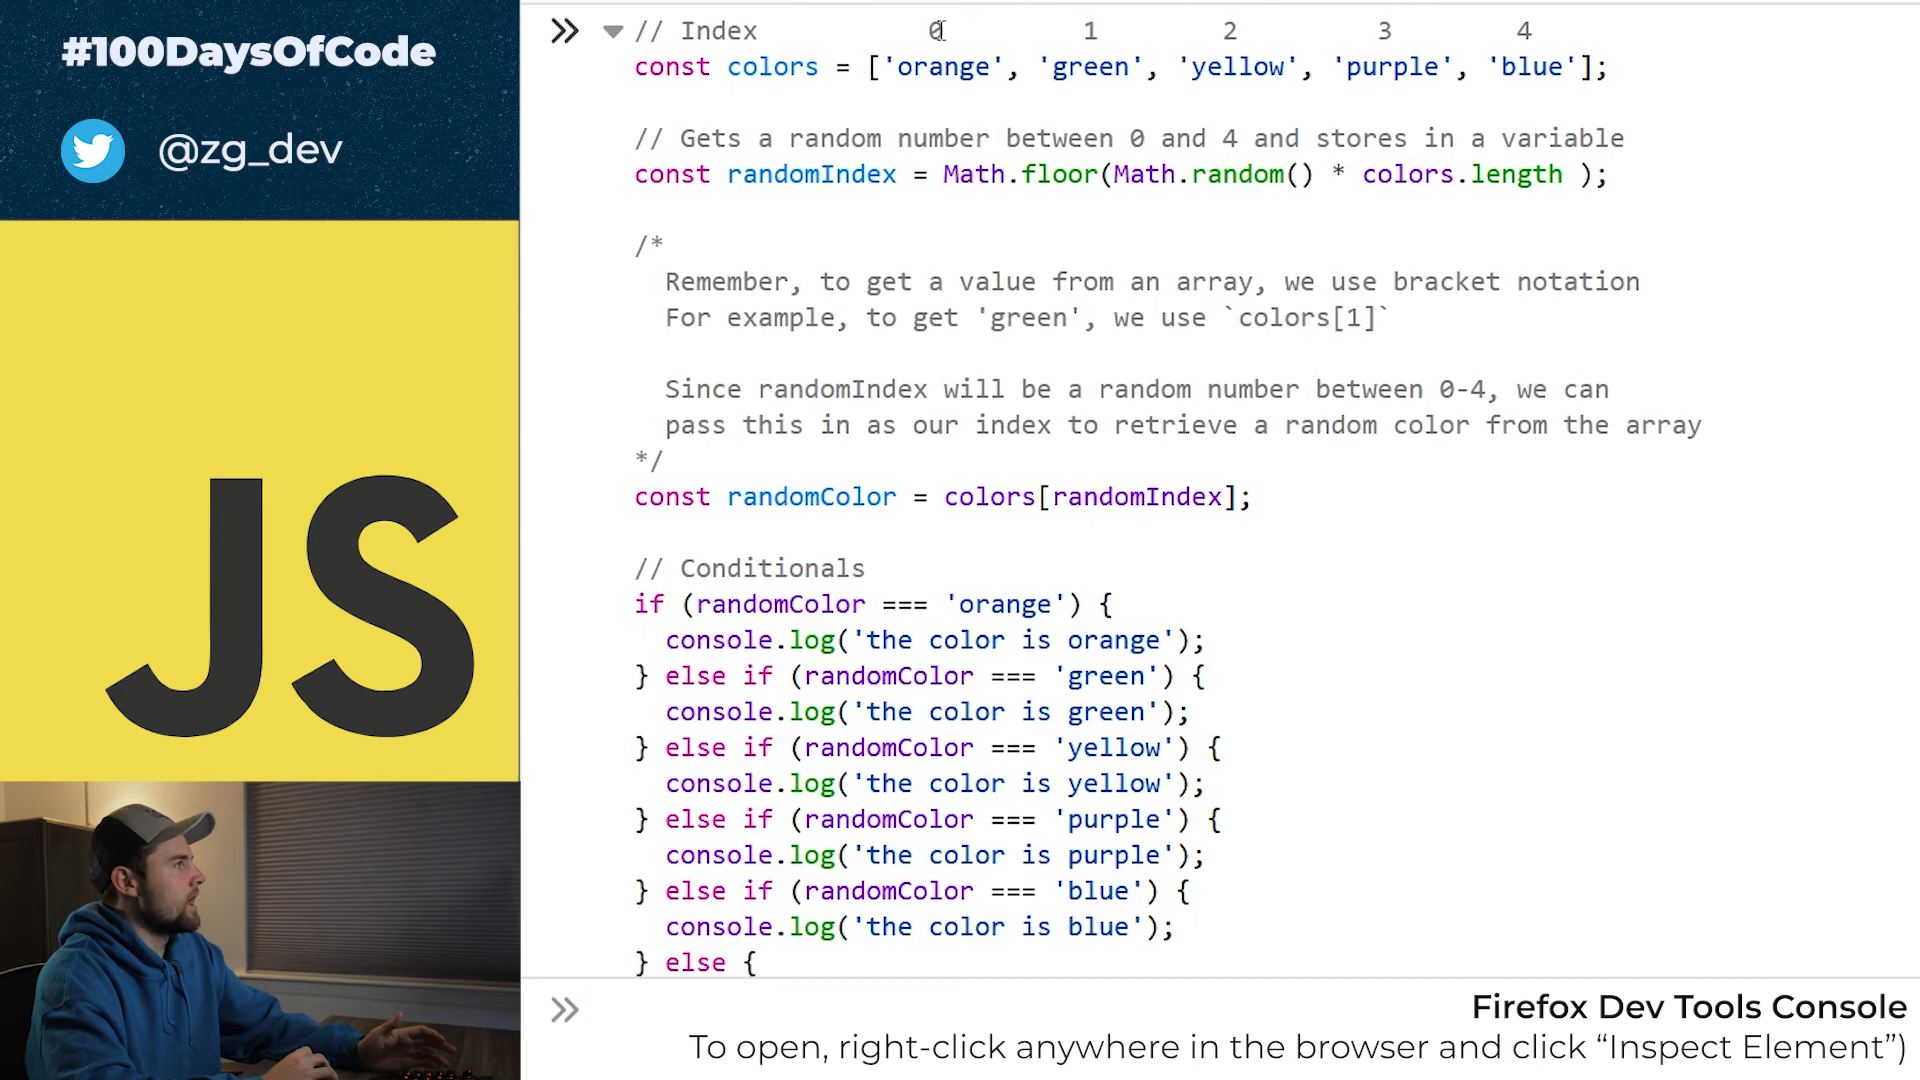 #100DaysOfCode
@zg_dev
JS
// Index 0 1 2 3 4
const colors = ['orange', 'green', 'yellow', 'purple', 'blue'];
// Gets a random number between 0 and 4 and stores in a variable
const randomIndex = Math.floor(Math.random() * colors.length );
/*
Remember, to get a value from an array, we use bracket notation
For example, to get 'green', we use `colors[1]`
Since randomIndex will be a random number between 0-4, we can
pass this in as our index to retrieve a random color from the array
*/
const randomColor = colors[randomIndex];
// Conditionals
if (randomColor === 'orange') {
console.log('the color is orange');
} else if (randomColor === 'green') {
console.log('the color is green');
} else if (randomColor === 'yellow') {
console.log('the color is yellow');
} else if (randomColor === 'purple') {
console.log('the color is purple');
} else if (randomColor === 'blue') {
console.log('the color is blue');
} else {
Firefox Dev Tools Console
To open, right-click anywhere in the browser and click “Inspect Element”)